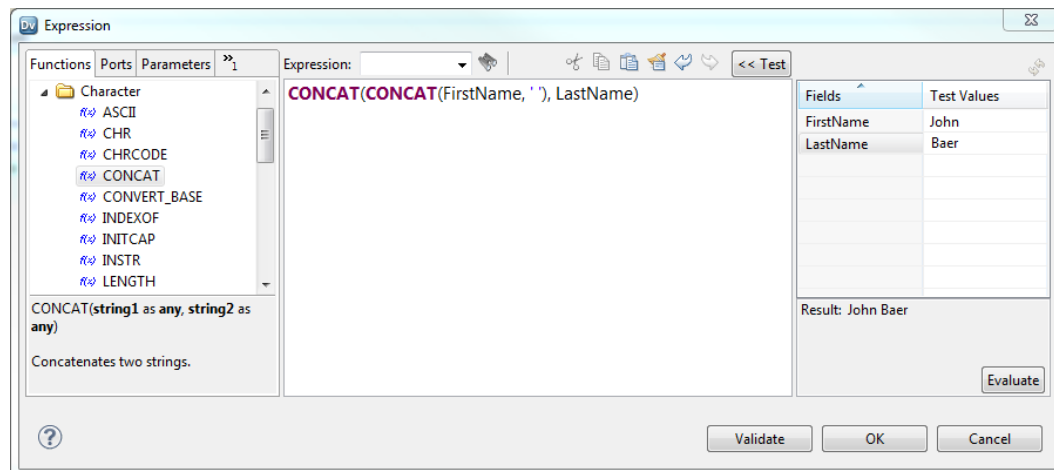 Dv Expression
Functions Ports Parameters »1
Expression:
<< Test
Character
f(x) ASCII
f(x) CHR
f(x) CHRCODE
f(x) CONCAT
f(x) CONVERT_BASE
f(x) INDEXOF
f(x) INITCAP
f(x) INSTR
f(x) LENGTH
CONCAT(string1 as any, string2 as
any)
Concatenates two strings.
CONCAT(CONCAT(FirstName, ' '), LastName)
Fields Test Values
FirstName John
LastName Baer
Result: John Baer
Evaluate
?
Validate OK Cancel